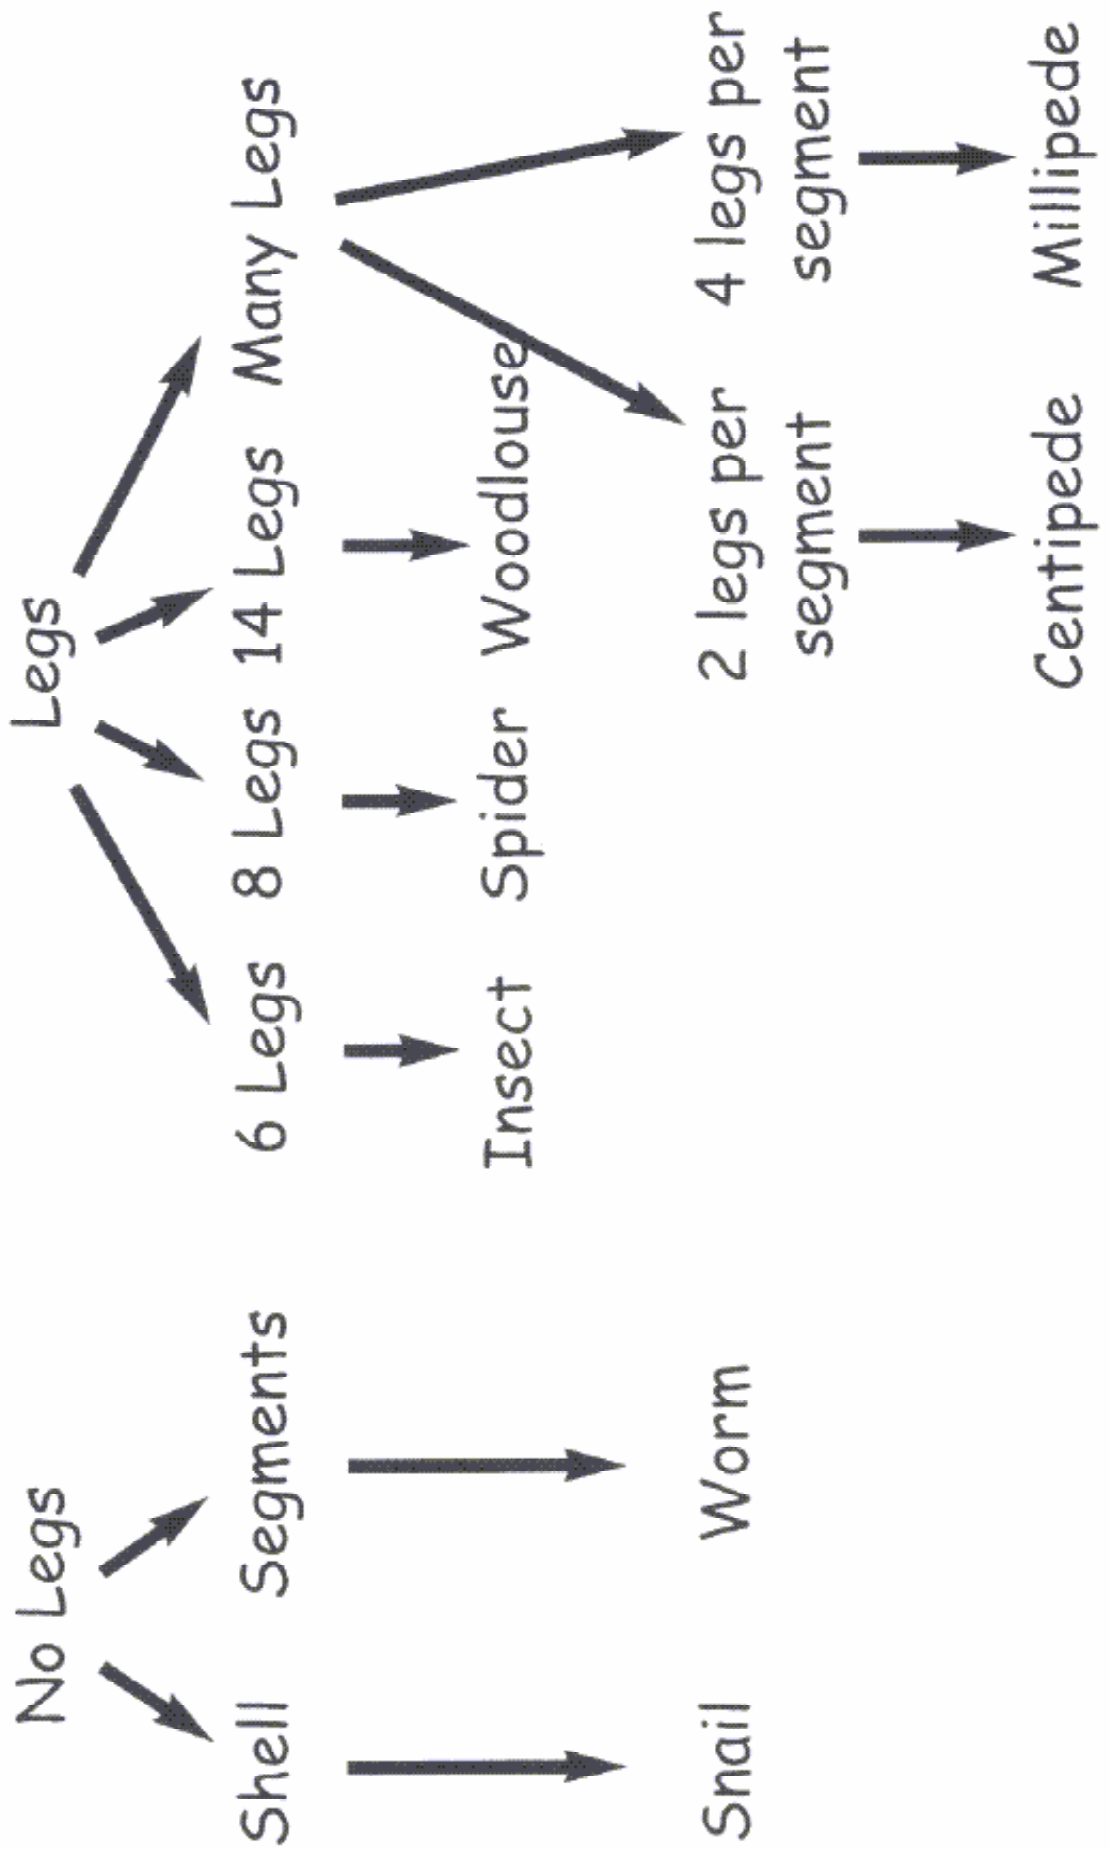 No Legs
Legs
Shell
Segments
6 Legs
8 Legs
14 Legs
Many Legs
Insect
Spider
Woodlouse
Snail
Worm
2 legs per
segment
4 legs per
segment
Centipede
Millipede